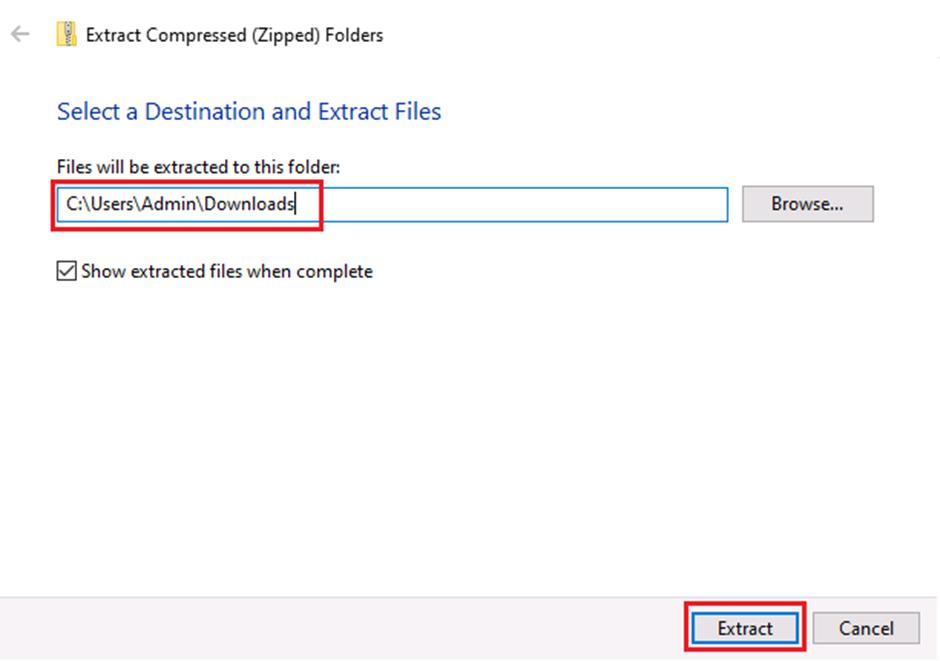 Extract Compressed (Zipped) Folders
Select a Destination and Extract Files
Files will be extracted to this folder:
C:\Users\Admin\Downloads
Browse...
Show extracted files when complete
Extract
Cancel